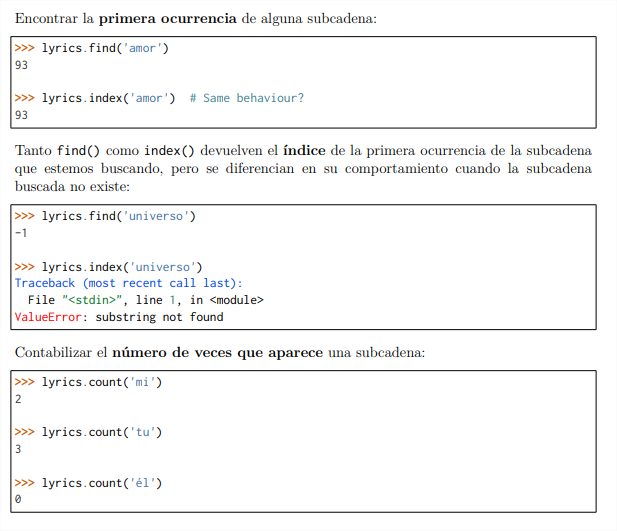 Encontrar la primera ocurrencia de alguna subcadena:
>>> lyrics.find('amor')
93
>>> lyrics.index('amor')  # Same behaviour?
93
Tanto find() como index() devuelven el índice de la primera ocurrencia de la subcadena
que estemos buscando, pero se diferencian en su comportamiento cuando la subcadena
buscada no existe:
>>> lyrics.find('universo')
-1
>>> lyrics.index('universo')
Traceback (most recent call last):
  File "<stdin>", line 1, in <module>
ValueError: substring not found
Contabilizar el número de veces que aparece una subcadena:
>>> lyrics.count('mi')
2
>>> lyrics.count('tu')
3
>>> lyrics.count('él')
0